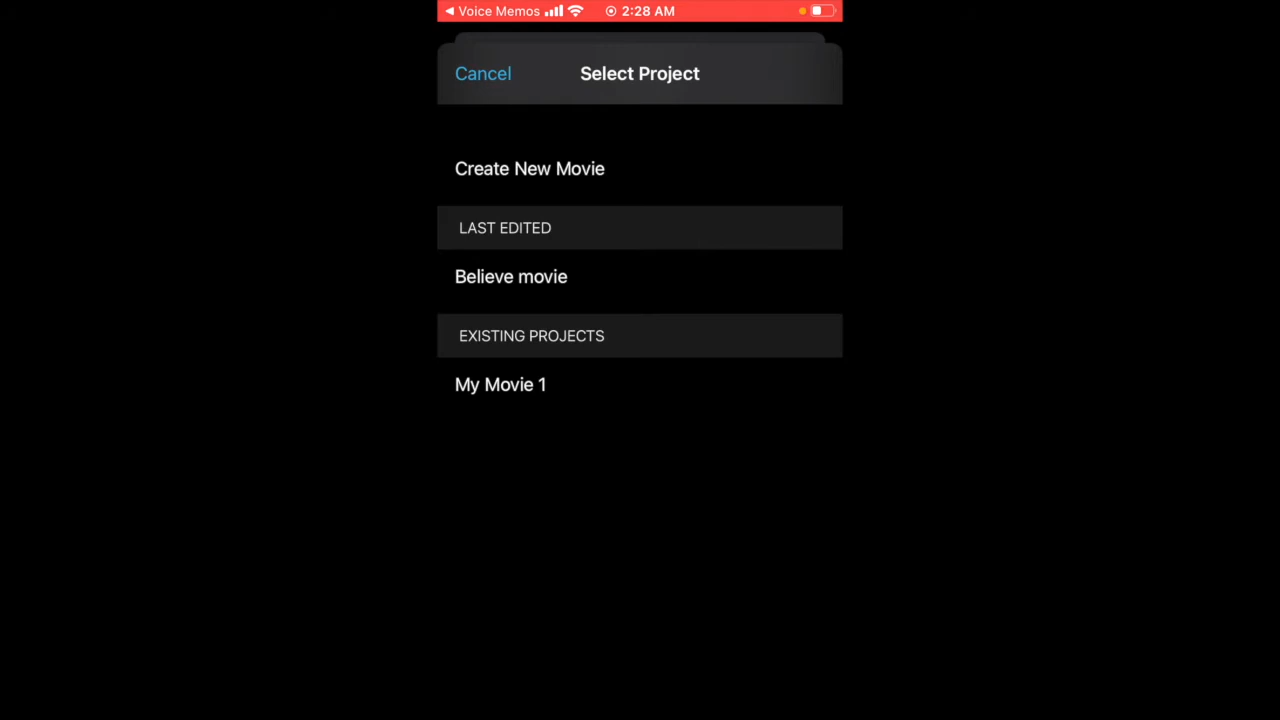 Voice Memos 2:28 AM
Cancel Select Project
Create New Movie
LAST EDITED
Believe movie
EXISTING PROJECTS
My Movie 1